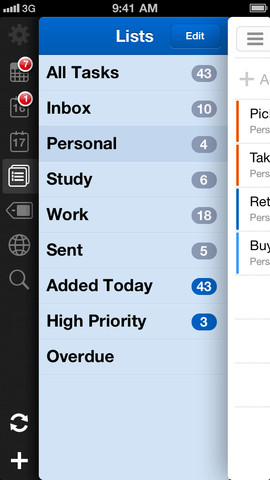 3G 9:41 AM
Lists Edit
7
1
16
17
All Tasks 43
Inbox 10
Personal 4
Study 6
Work 18
Sent 5
Added Today 43
High Priority 3
Overdue
A
Pic
Pers
Tak
Pers
Ret
Pers
Buy
Pers